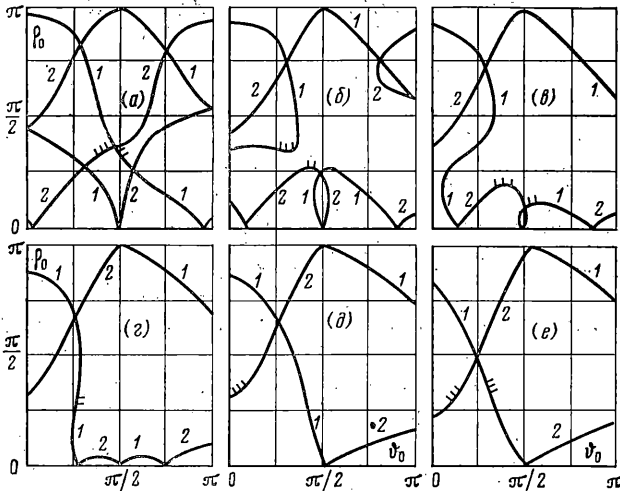 π
ρ₀
2 1 2 1
(а)
π/2
2 1 2 1
0
1
2 2
(б)
2 1 2 1 2
2 1 1
(в)
1 2 1 2
π
ρ₀ 1 2 1
(г)
π/2
1 2 1 2
0
π/2 π
1 2 1
(д)
1 2
0 π/2 π
ϑ₀
1 2 1
(е)
2
0 π/2 π
ϑ₀